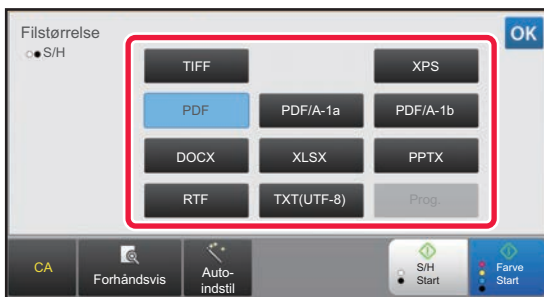 Filstørrelse
S/H
OK
TIFF
XPS
PDF
PDF/A-1a
PDF/A-1b
DOCX
XLSX
PPTX
RTF
TXT(UTF-8)
Prog.
CA
Forhåndsvis
Auto-
indstil
S/H
Start
Farve
Start